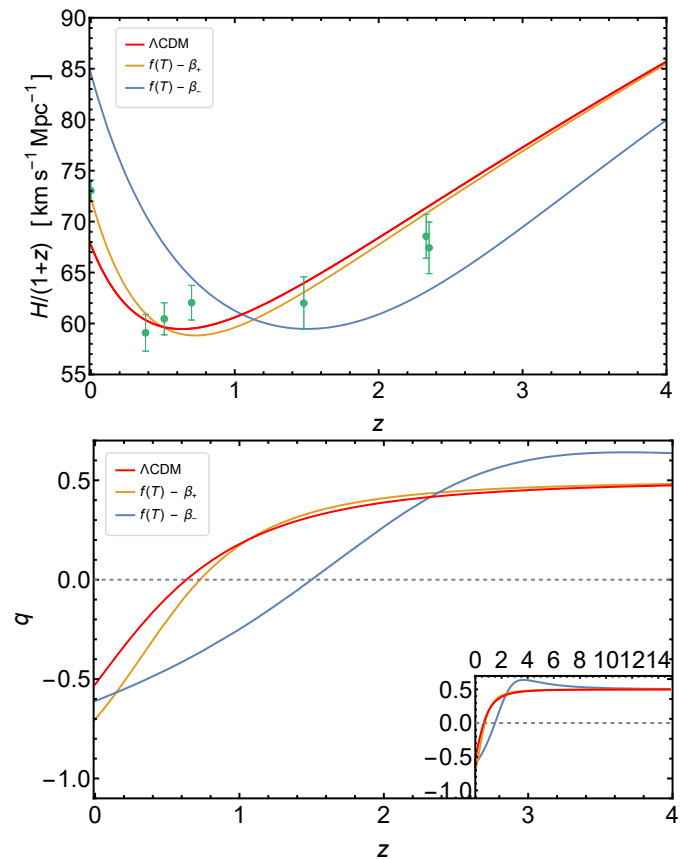 90
85
80
75
70
65
60
55
H/(1+z) [ km s⁻¹ Mpc⁻¹ ]
ΛCDM
f(T) − β₊
f(T) − β₋
0 1 2 3 4
z
0.5
0.0
−0.5
−1.0
q
ΛCDM
f(T) − β₊
f(T) − β₋
0 2 4 6 8 10 12 14
0.5
0.0
−0.5
−1.0
0 1 2 3 4
z